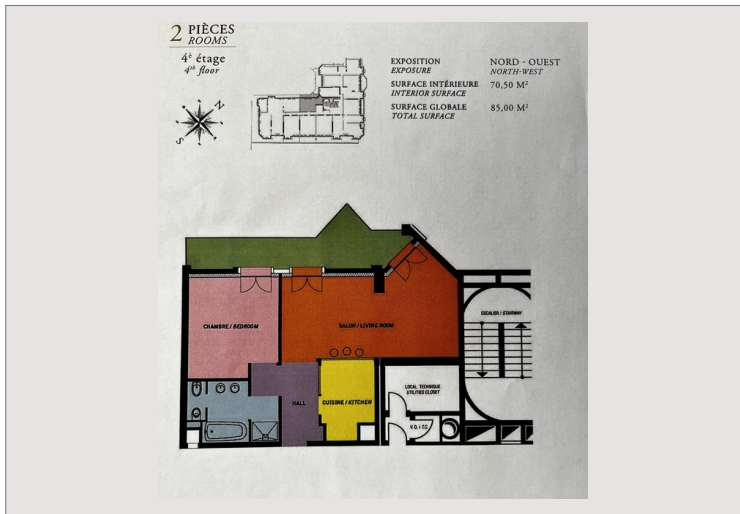 2 PIÈCES
ROOMS
4è étage
4th floor
N
S
EXPOSITION
EXPOSURE
NORD - OUEST
NORTH-WEST
SURFACE INTÉRIEURE
INTERIOR SURFACE
70,50 M²
SURFACE GLOBALE
TOTAL SURFACE
85,00 M²
CHAMBRE / BEDROOM
SALON / LIVING ROOM
ESCALIER / STAIRWAY
HALL
CUISINE / KITCHEN
LOCAL TECHNIQUE
UTILITIES CLOSET
V.O. / T.C.